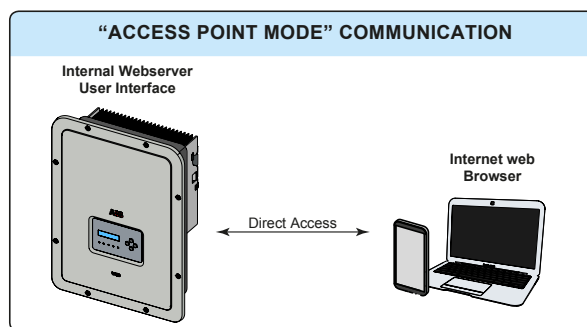 “ACCESS POINT MODE” COMMUNICATION
Internal Webserver
User Interface
Internet web
Browser
ABB
Direct Access